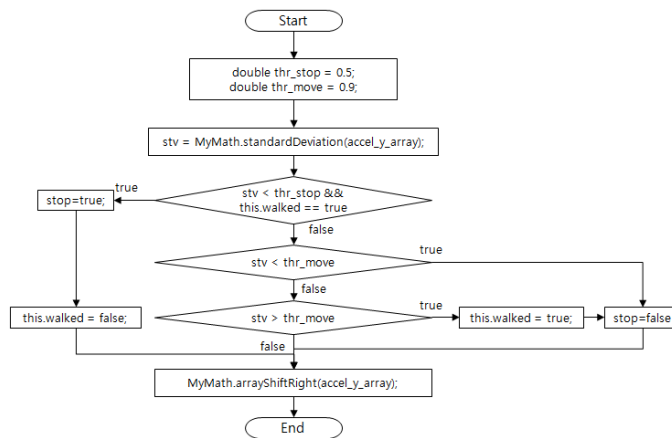 Start
double thr_stop = 0.5;
double thr_move = 0.9;
stv = MyMath.standardDeviation(accel_y_array);
true
stop=true;
stv < thr_stop &&
this.walked == true
false
true
stv < thr_move
false
true
this.walked = false;
stv > thr_move
this.walked = true;
stop=false
false
MyMath.arrayShiftRight(accel_y_array);
End